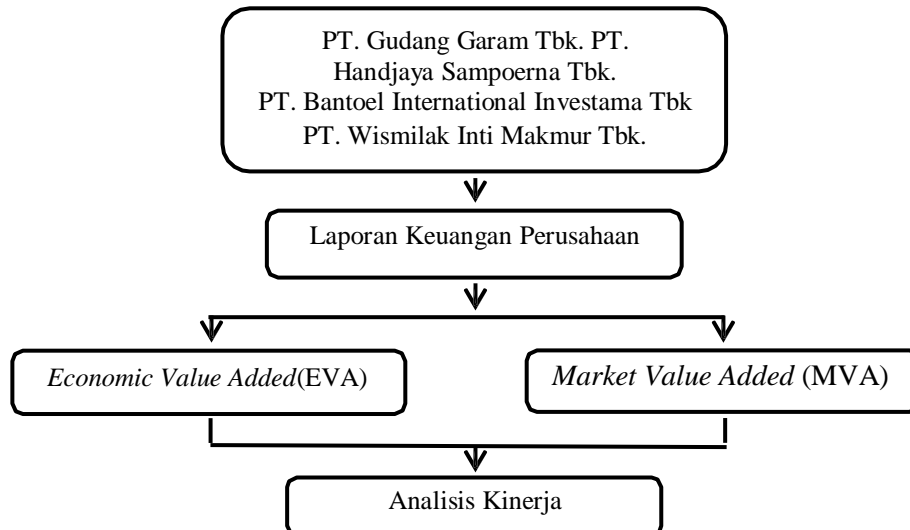 PT. Gudang Garam Tbk. PT.
Handjaya Sampoerna Tbk.
PT. Bantoel International Investama Tbk
PT. Wismilak Inti Makmur Tbk.
Laporan Keuangan Perusahaan
Economic Value Added(EVA)
Market Value Added (MVA)
Analisis Kinerja